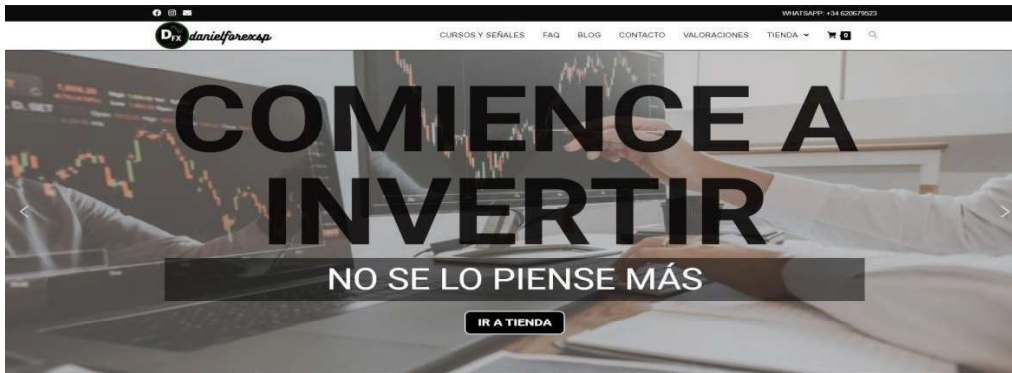 WHATSAPP: +34 620679523
DFX danielforexsp
CURSOS Y SEÑALES FAQ BLOG CONTACTO VALORACIONES TIENDA 0
COMIENCE A
INVERTIR
NO SE LO PIENSE MÁS
IR A TIENDA